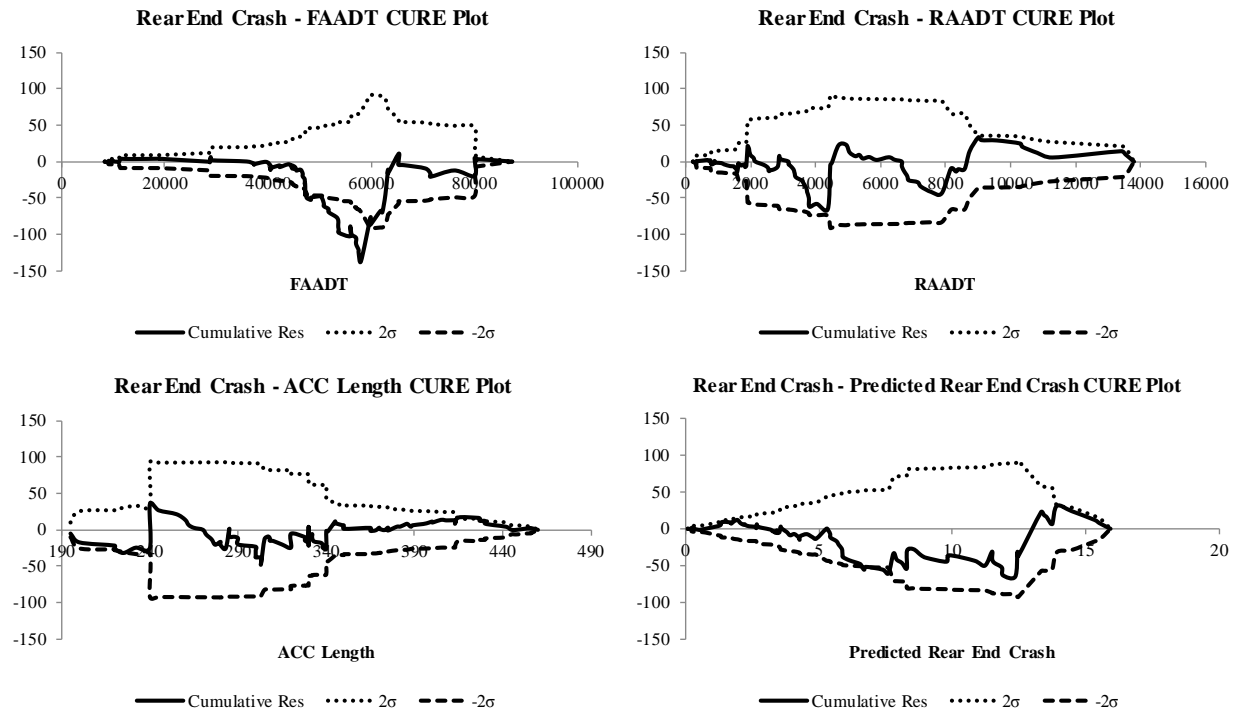 Rear End Crash - FAADT CURE Plot
150
100
50
0
-50
-100
-150
0 20000 40000 60000 80000 100000
FAADT
Cumulative Res 2σ -2σ
Rear End Crash - RAADT CURE Plot
150
100
50
0
-50
-100
-150
0 2000 4000 6000 8000 10000 12000 14000 16000
RAADT
Cumulative Res 2σ -2σ
Rear End Crash - ACC Length CURE Plot
150
100
50
0
-50
-100
-150
190 240 290 340 390 440 490
ACC Length
Cumulative Res 2σ -2σ
Rear End Crash - Predicted Rear End Crash CURE Plot
150
100
50
0
-50
-100
-150
0 5 10 15 20
Predicted Rear End Crash
Cumulative Res 2σ -2σ